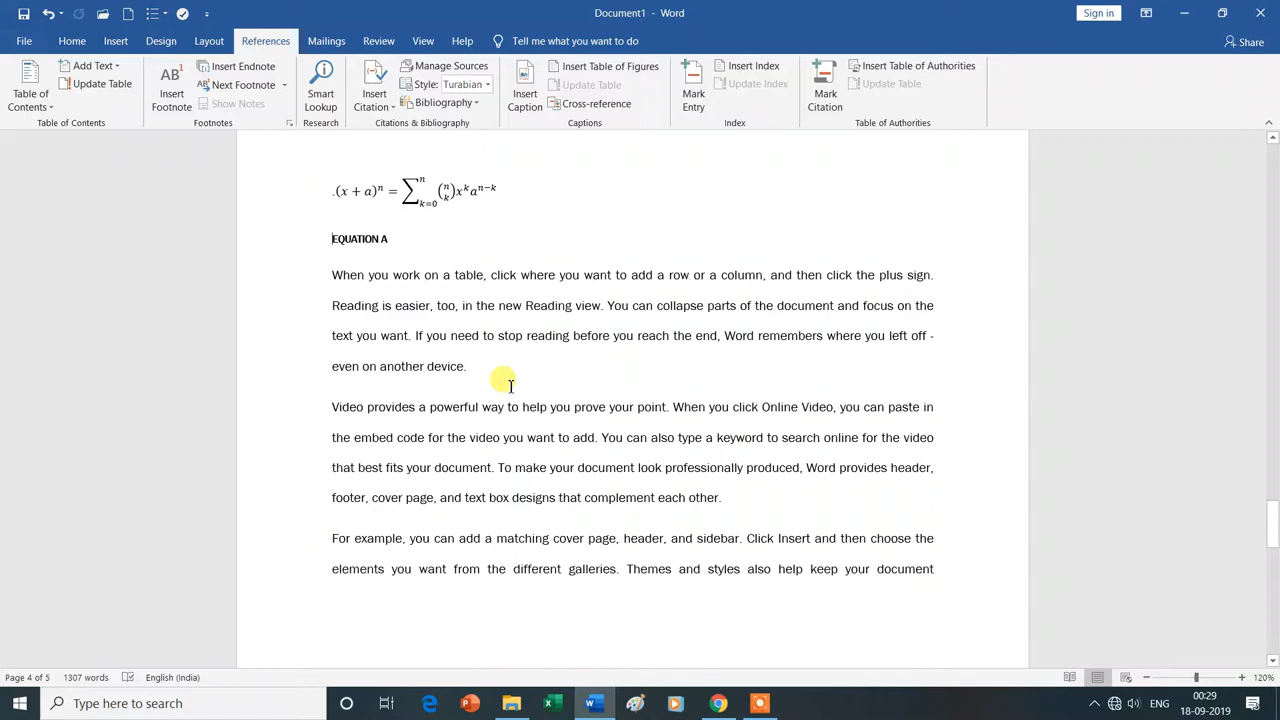 Document1 - Word
Sign in
File Home Insert Design Layout References Mailings Review View Help Tell me what you want to do Share
Table of Contents
Add Text
Update Table
Table of Contents
AB1
Insert Footnote
Insert Endnote
Next Footnote
Show Notes
Footnotes
Smart Lookup
Research
Insert Citation
Manage Sources
Style: Turabian
Bibliography
Citations & Bibliography
Insert Caption
Insert Table of Figures
Update Table
Cross-reference
Captions
Mark Entry
Insert Index
Update Index
Index
Mark Citation
Insert Table of Authorities
Update Table
Table of Authorities
.(x + a)^n = ∑_{k=0}^{n} (n k) x^k a^{n−k}
EQUATION A
When you work on a table, click where you want to add a row or a column, and then click the plus sign.
Reading is easier, too, in the new Reading view. You can collapse parts of the document and focus on the
text you want. If you need to stop reading before you reach the end, Word remembers where you left off -
even on another device.
Video provides a powerful way to help you prove your point. When you click Online Video, you can paste in
the embed code for the video you want to add. You can also type a keyword to search online for the video
that best fits your document. To make your document look professionally produced, Word provides header,
footer, cover page, and text box designs that complement each other.
For example, you can add a matching cover page, header, and sidebar. Click Insert and then choose the
elements you want from the different galleries. Themes and styles also help keep your document
Page 4 of 5 1307 words English (India) 120%
Type here to search
ENG
00:29
18-09-2019